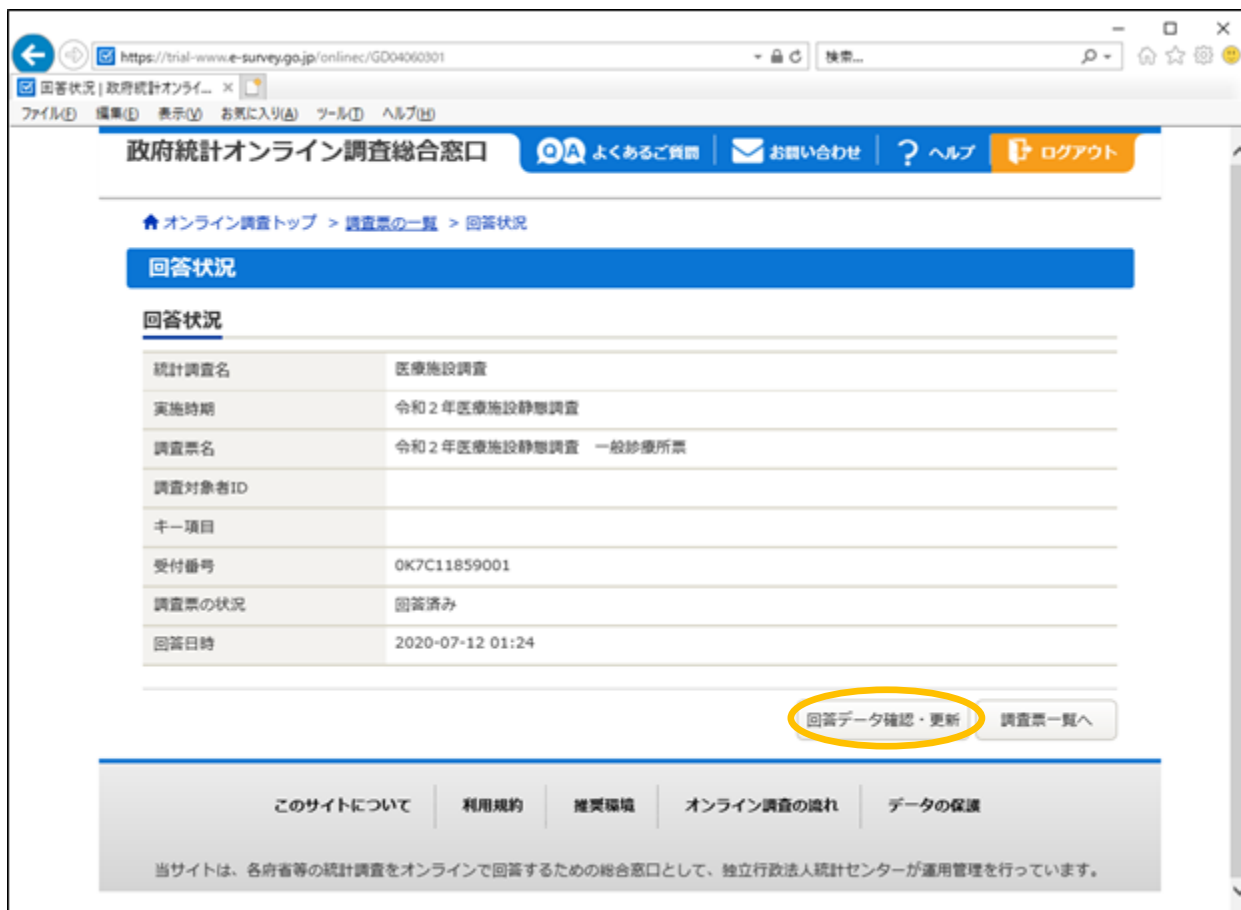 https://trial-www.e-survey.go.jp/onlinec/GD04060301
検索...
回答状況 | 政府統計オンライ...
ファイル(F) 編集(E) 表示(V) お気に入り(A) ツール(T) ヘルプ(H)
政府統計オンライン調査総合窓口 QA よくあるご質問 お問い合わせ ? ヘルプ ログアウト
オンライン調査トップ > 調査票の一覧 > 回答状況
回答状況
回答状況
統計調査名 医療施設調査
実施時期 令和2年医療施設静態調査
調査票名 令和2年医療施設静態調査 一般診療所票
調査対象者ID
キー項目
受付番号 0K7C11859001
調査票の状況 回答済み
回答日時 2020-07-12 01:24
回答データ確認・更新 調査票一覧へ
このサイトについて 利用規約 推奨環境 オンライン調査の流れ データの保護
当サイトは、各府省等の統計調査をオンラインで回答するための総合窓口として、独立行政法人統計センターが運用管理を行っています。